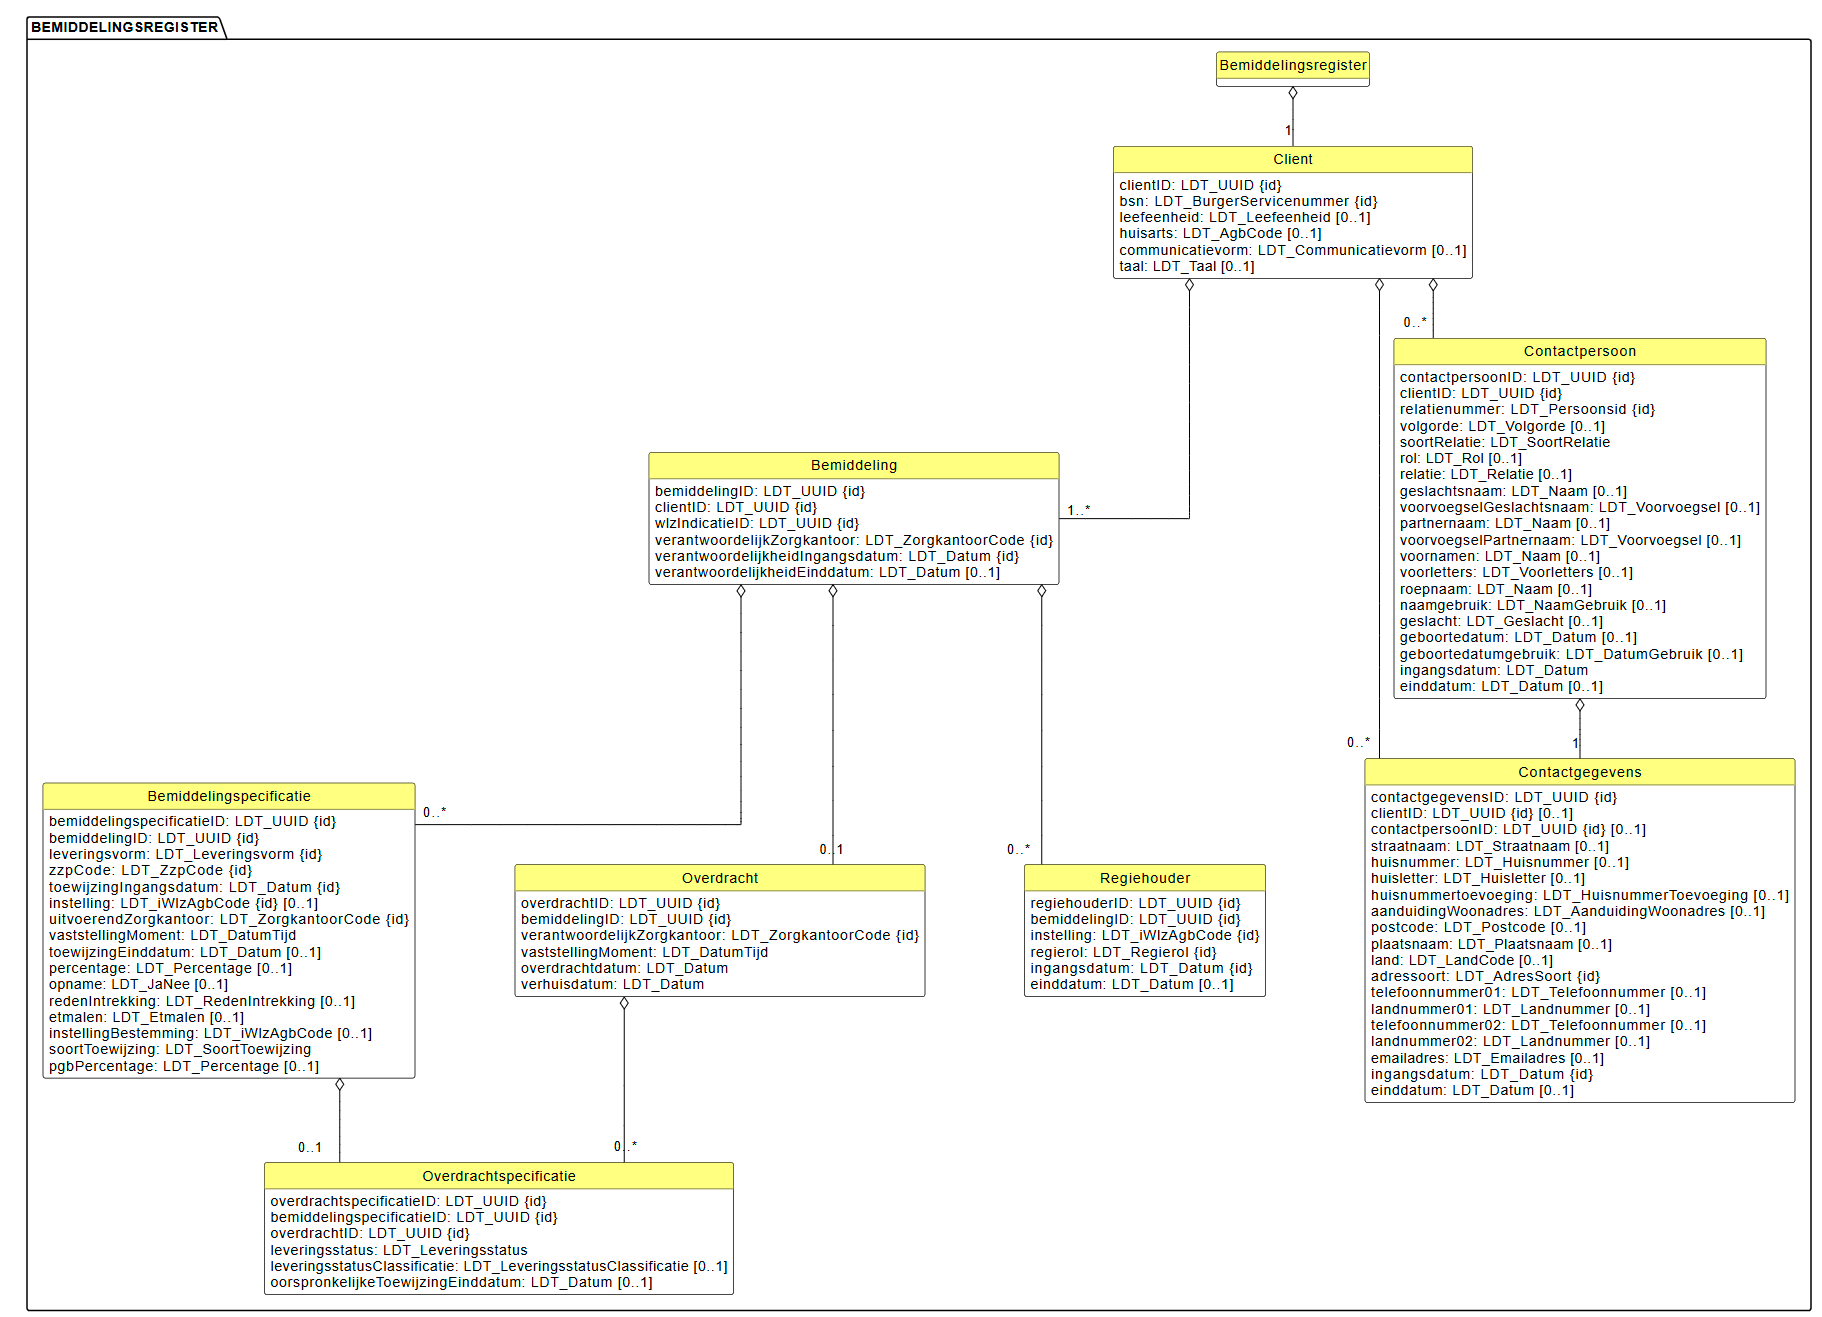 BEMIDDELINGSREGISTER
Bemiddelingsregister
1
Client
clientID: LDT_UUID {id}
bsn: LDT_BurgerServicenummer {id}
leefeenheid: LDT_Leefeenheid [0..1]
huisarts: LDT_AgbCode [0..1]
communicatievorm: LDT_Communicatievorm [0..1]
taal: LDT_Taal [0..1]
0..*
Contactpersoon
contactpersoonID: LDT_UUID {id}
clientID: LDT_UUID {id}
relatienummer: LDT_Persoonsid {id}
volgorde: LDT_Volgorde [0..1]
soortRelatie: LDT_SoortRelatie
rol: LDT_Rol [0..1]
relatie: LDT_Relatie [0..1]
geslachtsnaam: LDT_Naam [0..1]
voorvoegselGeslachtsnaam: LDT_Voorvoegsel [0..1]
partnernaam: LDT_Naam [0..1]
voorvoegselPartnernaam: LDT_Voorvoegsel [0..1]
voornamen: LDT_Naam [0..1]
voorletters: LDT_Voorletters [0..1]
roepnaam: LDT_Naam [0..1]
naamgebruik: LDT_NaamGebruik [0..1]
geslacht: LDT_Geslacht [0..1]
geboortedatum: LDT_Datum [0..1]
geboortedatumgebruik: LDT_DatumGebruik [0..1]
ingangsdatum: LDT_Datum
einddatum: LDT_Datum [0..1]
Bemiddeling
bemiddelingID: LDT_UUID {id}
clientID: LDT_UUID {id}
wlzIndicatieID: LDT_UUID {id}
verantwoordelijkZorgkantoor: LDT_ZorgkantoorCode {id}
verantwoordelijkheidIngangsdatum: LDT_Datum {id}
verantwoordelijkheidEinddatum: LDT_Datum [0..1]
1..*
0..*
1
Contactgegevens
contactgegevensID: LDT_UUID {id}
clientID: LDT_UUID {id} [0..1]
contactpersoonID: LDT_UUID {id} [0..1]
straatnaam: LDT_Straatnaam [0..1]
huisnummer: LDT_Huisnummer [0..1]
huisletter: LDT_Huisletter [0..1]
huisnummertoevoeging: LDT_HuisnummerToevoeging [0..1]
aanduidingWoonadres: LDT_AanduidingWoonadres [0..1]
postcode: LDT_Postcode [0..1]
plaatsnaam: LDT_Plaatsnaam [0..1]
land: LDT_LandCode [0..1]
adressoort: LDT_AdresSoort {id}
telefoonnummer01: LDT_Telefoonnummer [0..1]
landnummer01: LDT_Landnummer [0..1]
telefoonnummer02: LDT_Telefoonnummer [0..1]
landnummer02: LDT_Landnummer [0..1]
emailadres: LDT_Emailadres [0..1]
ingangsdatum: LDT_Datum {id}
einddatum: LDT_Datum [0..1]
Bemiddelingspecificatie
bemiddelingspecificatieID: LDT_UUID {id}
bemiddelingID: LDT_UUID {id}
leveringsvorm: LDT_Leveringsvorm {id}
zzpCode: LDT_ZzpCode {id}
toewijzingIngangsdatum: LDT_Datum {id}
instelling: LDT_iWlzAgbCode {id} [0..1]
uitvoerendZorgkantoor: LDT_ZorgkantoorCode {id}
vaststellingMoment: LDT_DatumTijd
toewijzingEinddatum: LDT_Datum [0..1]
percentage: LDT_Percentage [0..1]
opname: LDT_JaNee [0..1]
redenIntrekking: LDT_RedenIntrekking [0..1]
etmalen: LDT_Etmalen [0..1]
instellingBestemming: LDT_iWlzAgbCode [0..1]
soortToewijzing: LDT_SoortToewijzing
pgbPercentage: LDT_Percentage [0..1]
0..*
0..1
Overdracht
overdrachtID: LDT_UUID {id}
bemiddelingID: LDT_UUID {id}
verantwoordelijkZorgkantoor: LDT_ZorgkantoorCode {id}
vaststellingMoment: LDT_DatumTijd
overdrachtdatum: LDT_Datum
verhuisdatum: LDT_Datum
0..*
Regiehouder
regiehouderID: LDT_UUID {id}
bemiddelingID: LDT_UUID {id}
instelling: LDT_iWlzAgbCode {id}
regierol: LDT_Regierol {id}
ingangsdatum: LDT_Datum {id}
einddatum: LDT_Datum [0..1]
0..1
0..*
Overdrachtspecificatie
overdrachtspecificatieID: LDT_UUID {id}
bemiddelingspecificatieID: LDT_UUID {id}
overdrachtID: LDT_UUID {id}
leveringsstatus: LDT_Leveringsstatus
leveringsstatusClassificatie: LDT_LeveringsstatusClassificatie [0..1]
oorspronkelijkeToewijzingEinddatum: LDT_Datum [0..1]